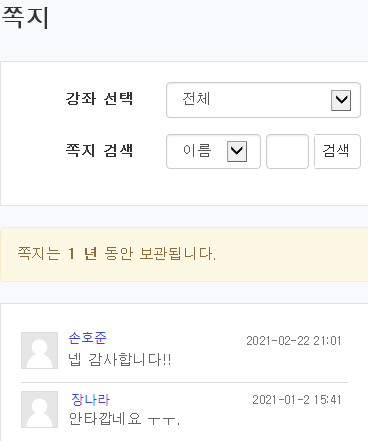 쪽지
강좌 선택 전체
쪽지 검색 이름 검색
쪽지는 1 년 동안 보관됩니다.
손호준 2021-02-22 21:01
넵 감사합니다!!
장나라 2021-01-2 15:41
안타깝네요 ㅜㅜ.